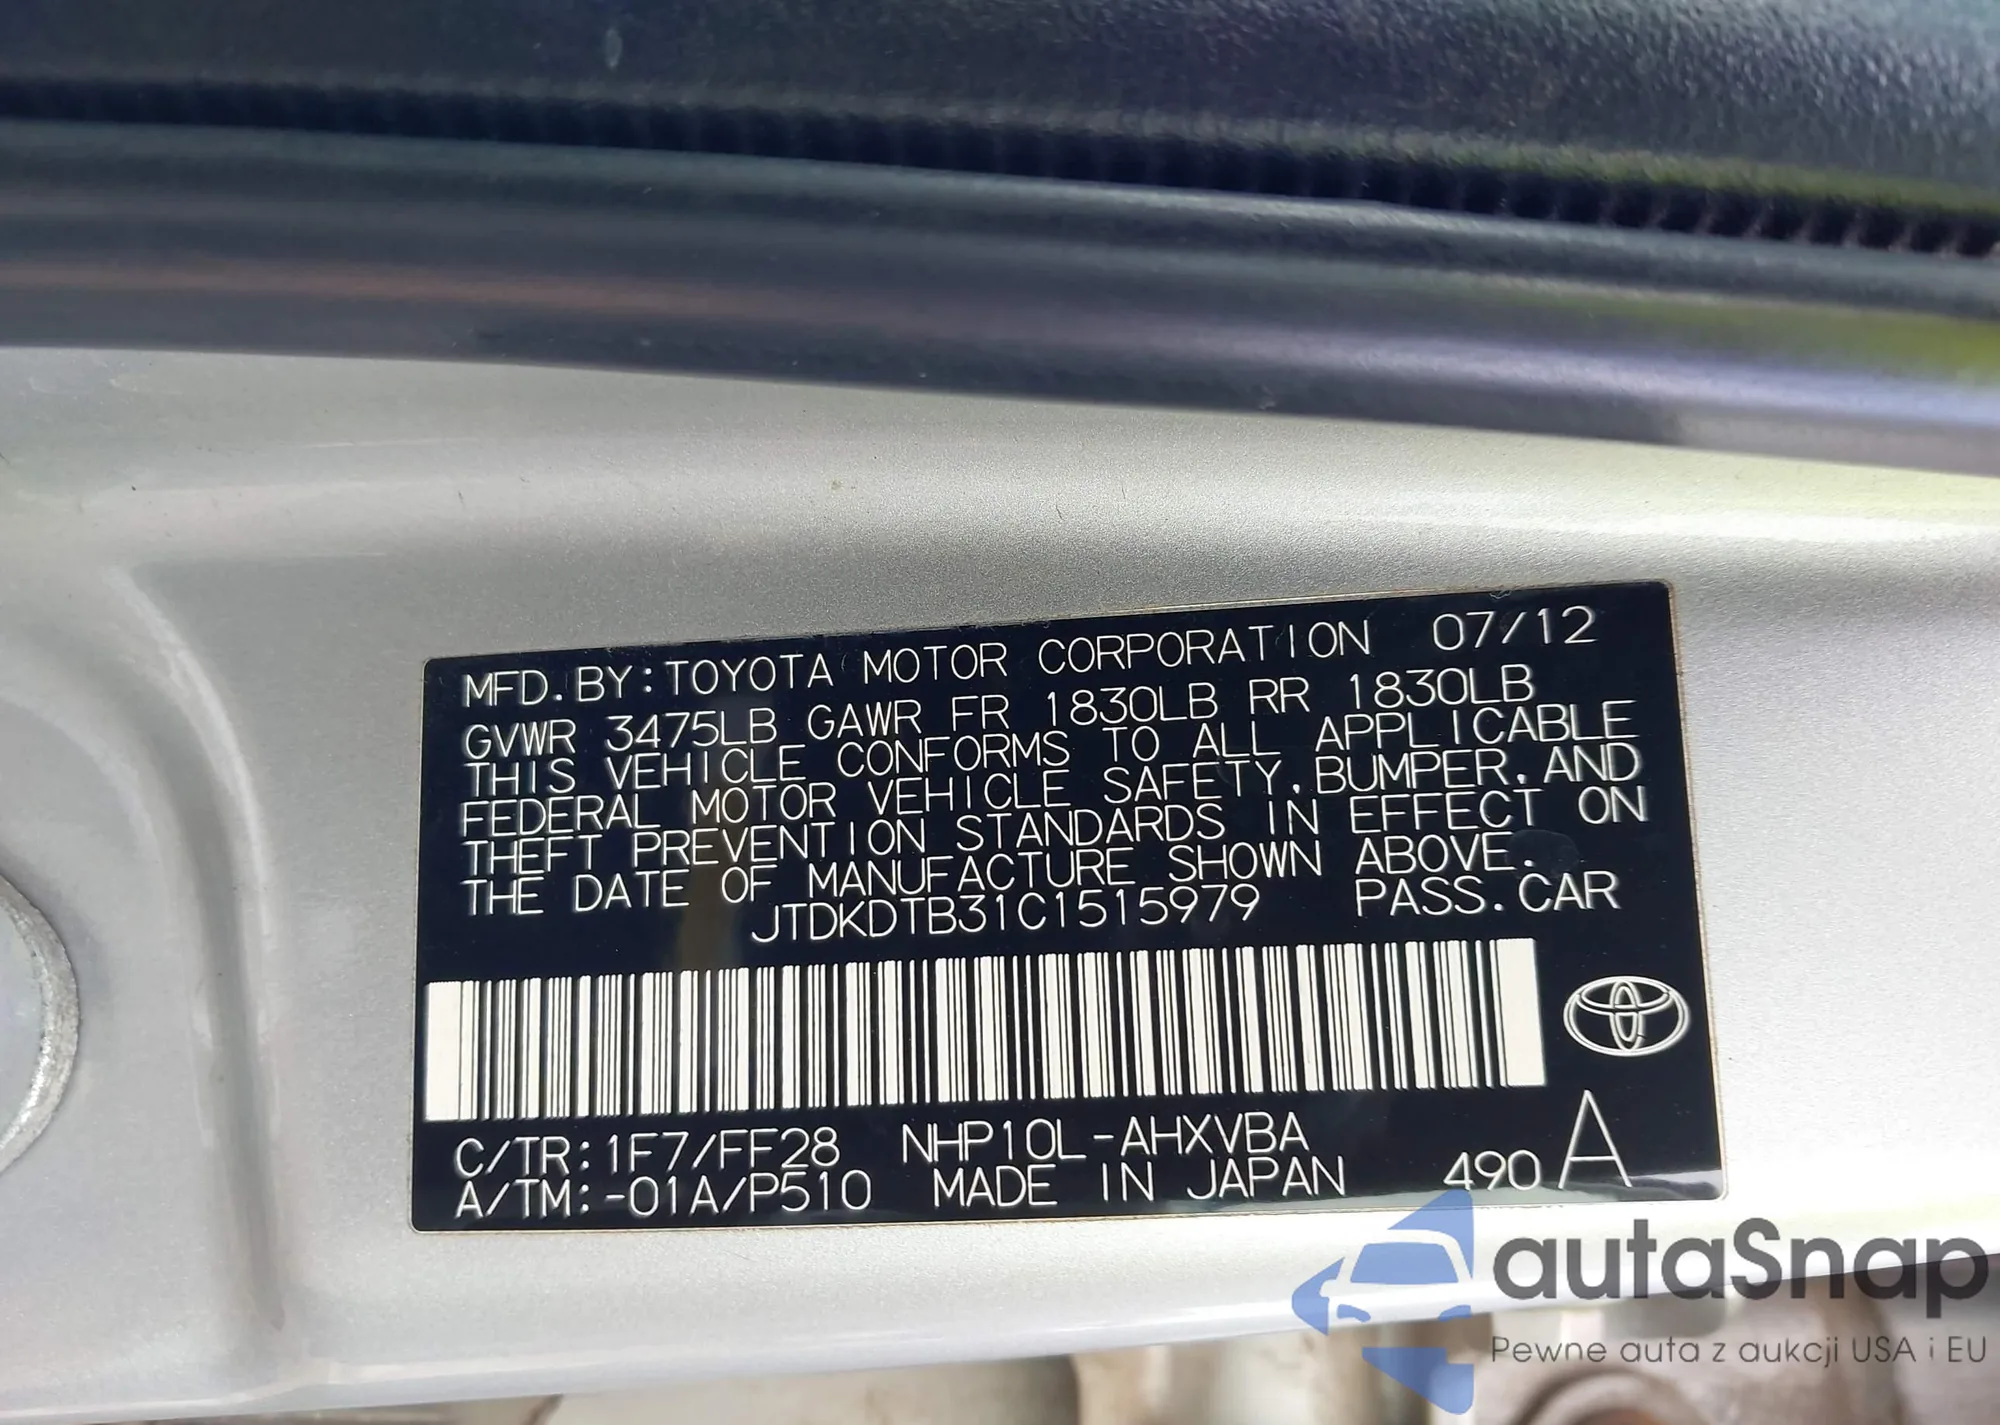 MFD. BY: TOYOTA MOTOR CORPORATION 07/12
GVWR 3475LB GAWR FR 1830LB RR 1830LB
THIS VEHICLE CONFORMS TO ALL APPLICABLE
FEDERAL MOTOR VEHICLE SAFETY, BUMPER, AND
THEFT PREVENTION STANDARDS IN EFFECT ON
THE DATE OF MANUFACTURE SHOWN ABOVE.
JTDKDTB31C1515979 PASS. CAR
C/TR: 1F7/FF28 NHP10L-AHXVBA
A/TM: -01A/P510 MADE IN JAPAN 490 A
autaSnap
Pewne auta z aukcji USA i EU